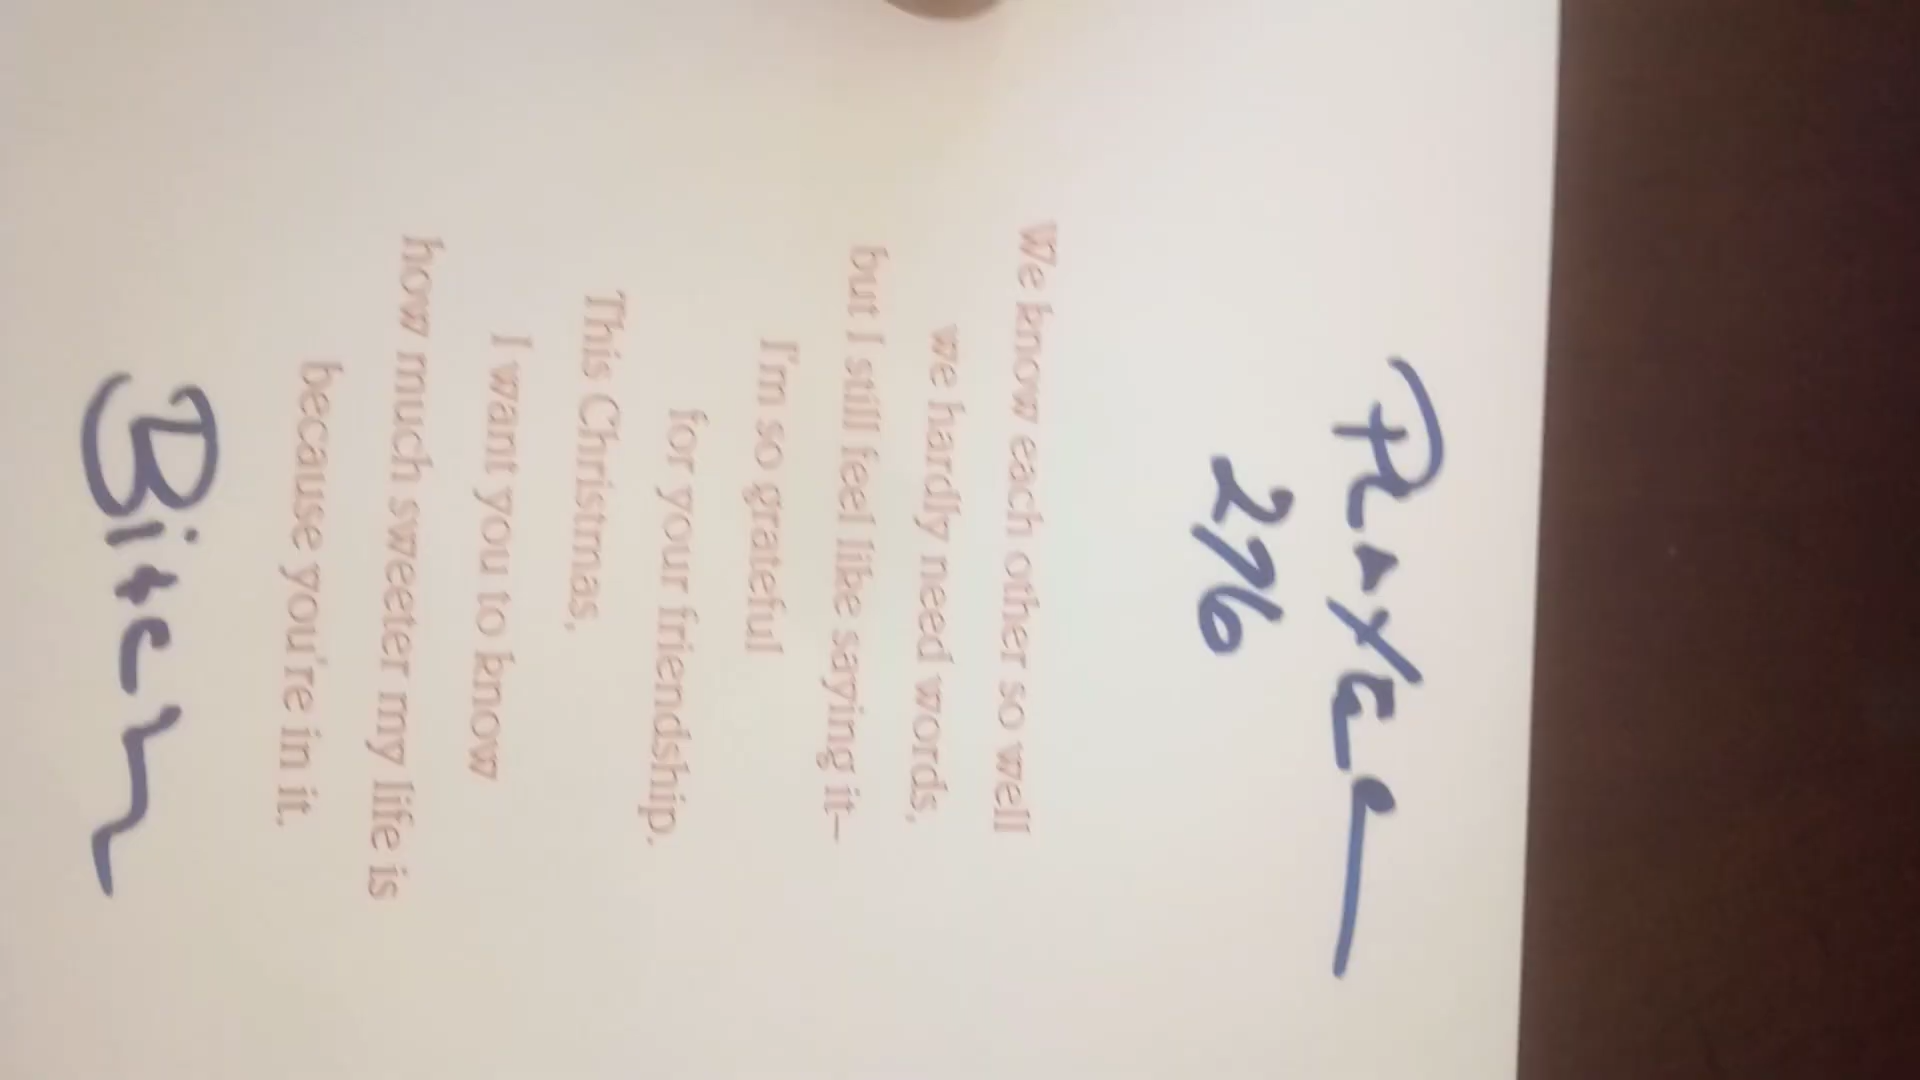 276
We know each other so well
we hardly need words,
but I still feel like saying it–
I'm so grateful
for your friendship.
This Christmas,
I want you to know
how much sweeter my life is
because you're in it.